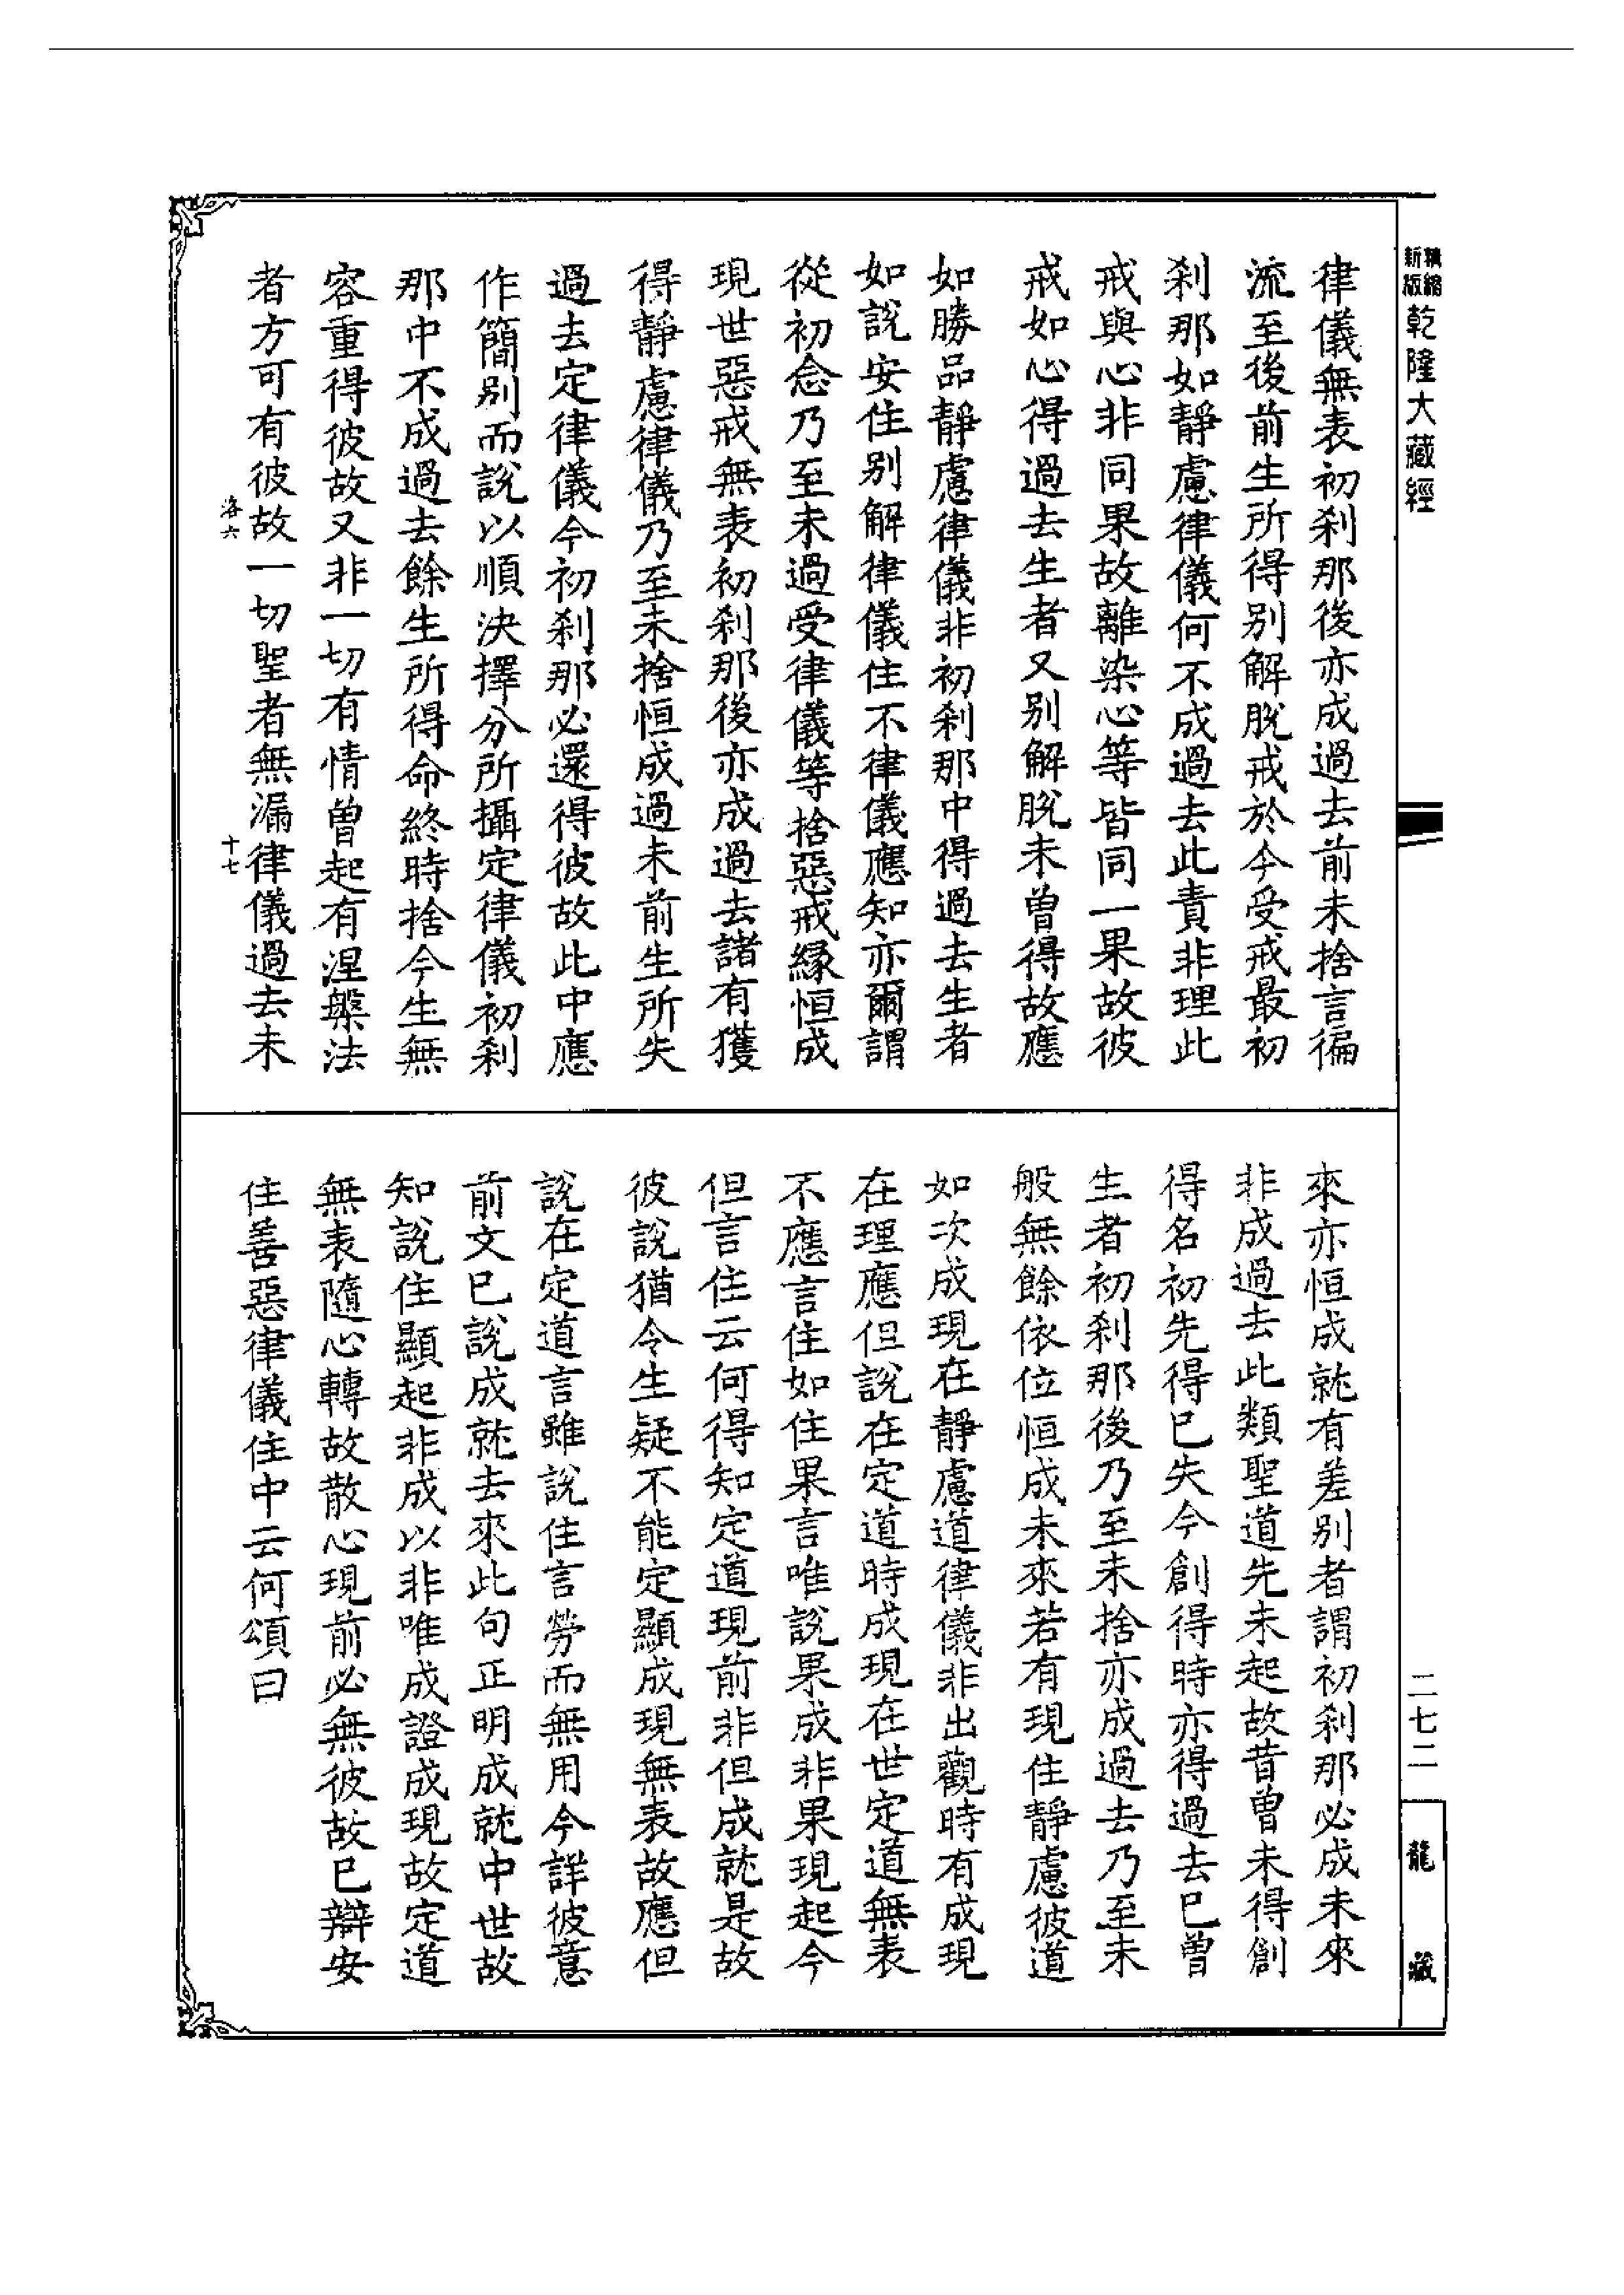 精縮新版乾隆大藏經
律儀無表初刹那後亦成過去前未捨言徧
流至後前生所得别解脫戒於今受戒最初
刹那如靜慮律儀何不成過去此責非理此
戒與心非同果故離染心等皆同一果故彼
戒如心得過去生者又别解脫未曾得故應
如勝品靜慮律儀非初刹那中得過去生者
如說安住别解律儀住不律儀應知亦爾謂
從初念乃至未過受律儀等捨惡戒緣恒成
現世惡戒無表初刹那後亦成過去諸有獲
得靜慮律儀乃至未捨恒成過未前生所失
過去定律儀今初刹那必還得彼故此中應
作簡别而說以順決擇分所攝定律儀初刹
那中不成過去餘生所得命終時捨今生無
容重得彼故又非一切有情曾起有涅槃法
者方可有彼故一切聖者無漏律儀過去未
洛六
十七
來亦恒成就有差别者謂初刹那必成未來
非成過去此類聖道先未起故昔曾未得創
得名初先得已失今創得時亦得過去已曾
生者初刹那後乃至未捨亦成過去乃至未
般無餘依位恒成未來若有現住靜慮彼道
如次成現在靜慮道律儀非出觀時有成現
在理應但說在定道時成現在世定道無表
不應言住如住果言唯說果成非果現起今
但言住云何得知定道現前非但成就是故
彼說猶令生疑不能定顯成現無表故應但
說在定道言雖說住言勞而無用今詳彼意
前文已說成就去來此句正明成就中世故
知說住顯起非成以非唯成證成現故定道
無表隨心轉故散心現前必無彼故已辯安
住善惡律儀住中云何頌曰
二七二
龍藏